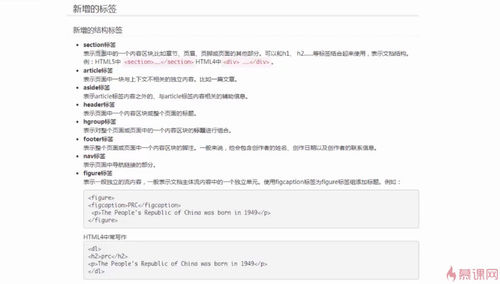 新增的标签
新增的结构标签
section标签
表示页面中的一个内容区块,比如章节、页眉、页脚或页面的其他部分。可以和h1、 h2……等标签结合起来使用，表示文档结构。
例：HTML5中 <section>……</section> HTML4中 <div> ……</div>。
article标签
表示页面中一块与上下文不相关的独立内容。比如一篇文章。
aside标签
表示article标签内容之外的、与article标签内容相关的辅助信息。
header标签
表示页面中一个内容区块或整个页面的标题。
hgroup标签
表示对整个页面或页面中的一个内容区块的标题进行组合。
footer标签
表示整个页面或页面中一个内容区块的脚注。一般来说，他会包含创作者的姓名、创作日期以及创作者的联系信息。
nav标签
表示页面中导航链接的部分。
figure标签
表示一段独立的流内容，一般表示文档主体流内容中的一个独立单元。使用figcaption标签为figure标签组添加标题。例如：
<figure>
<figcaption>PRC</figcaption>
<p>The People's Republic of China was born in 1949</p>
</figure>
HTML4中常写作
<dl>
<h2>prc</h2>
<p>The People's Republic of China was born in 1949</p>
</dl>
慕课网